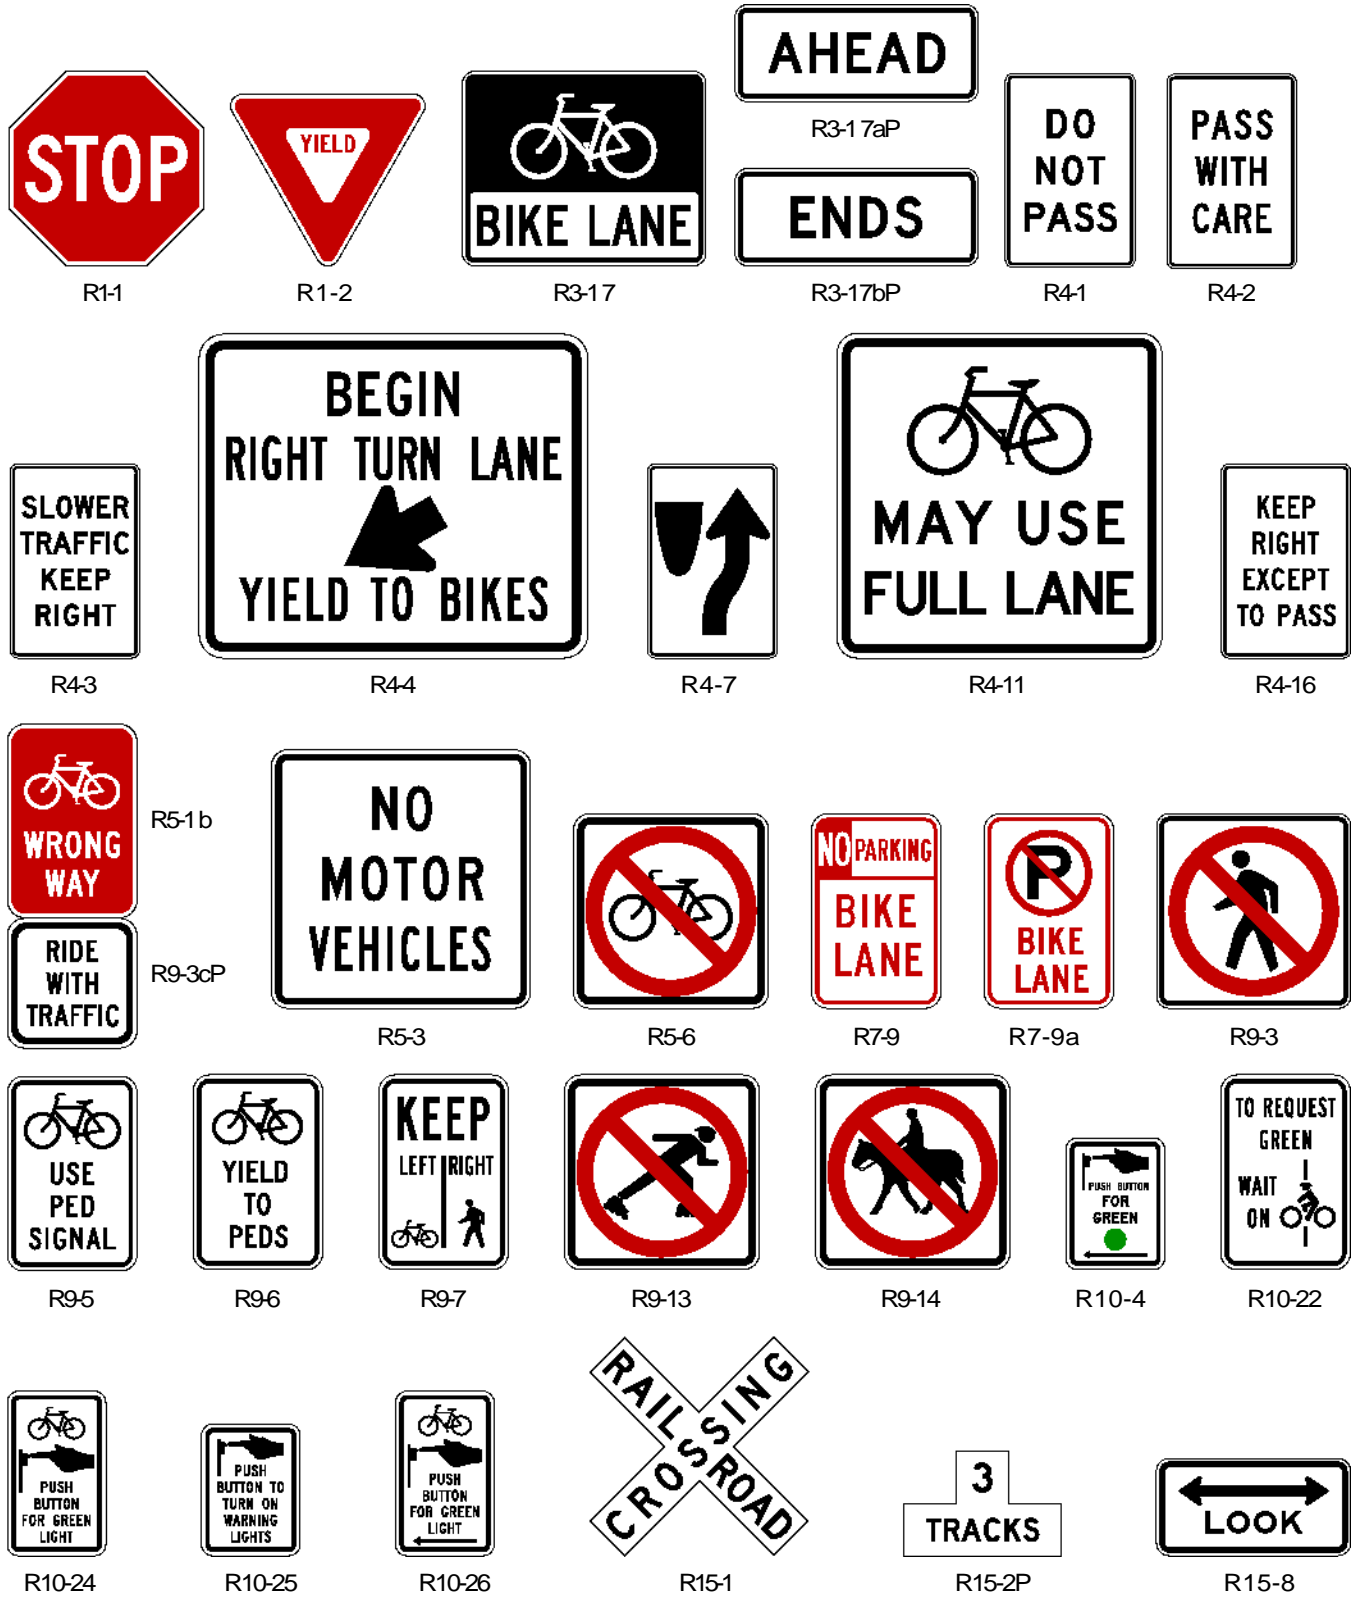 STOP
R1-1
YIELD
R1-2
BIKE LANE
R3-17
AHEAD
R3-17aP
ENDS
R3-17bP
DO
NOT
PASS
R4-1
PASS
WITH
CARE
R4-2
SLOWER
TRAFFIC
KEEP
RIGHT
R4-3
BEGIN
RIGHT TURN LANE
YIELD TO BIKES
R4-4
R4-7
MAY USE
FULL LANE
R4-11
KEEP
RIGHT
EXCEPT
TO PASS
R4-16
WRONG
WAY
R5-1b
RIDE
WITH
TRAFFIC
R9-3cP
NO
MOTOR
VEHICLES
R5-3
R5-6
NO PARKING
BIKE
LANE
R7-9
P
BIKE
LANE
R7-9a
R9-3
USE
PED
SIGNAL
R9-5
YIELD
TO
PEDS
R9-6
KEEP
LEFT RIGHT
R9-7
R9-13
R9-14
PUSH BUTTON
FOR
GREEN
R10-4
TO REQUEST
GREEN
WAIT
ON
R10-22
PUSH
BUTTON
FOR GREEN
LIGHT
R10-24
PUSH
BUTTON TO
TURN ON
WARNING
LIGHTS
R10-25
PUSH
BUTTON
FOR GREEN
LIGHT
R10-26
RAILROAD
CROSSING
R15-1
3
TRACKS
R15-2P
LOOK
R15-8